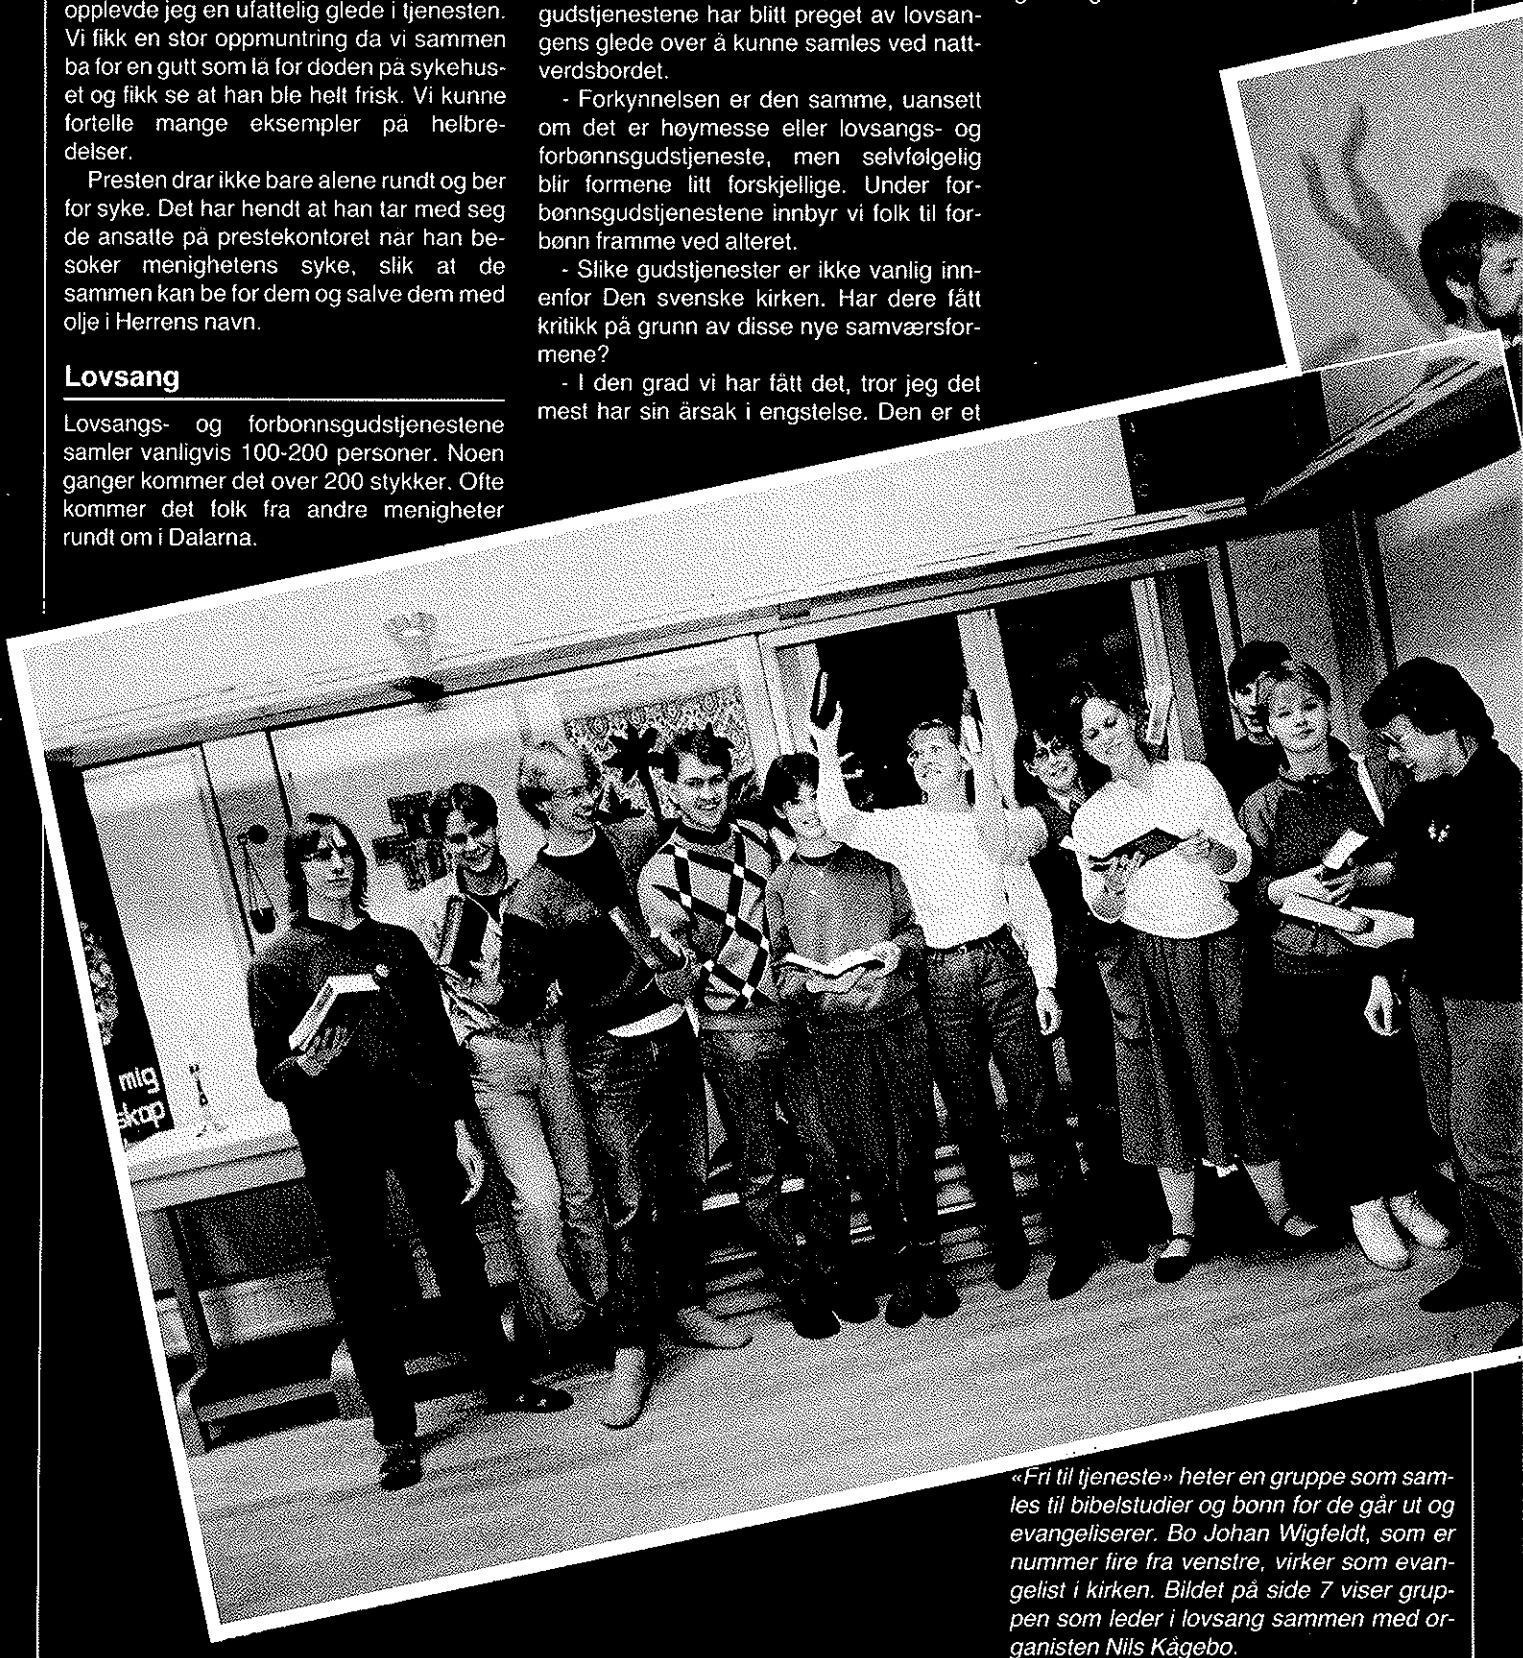 opplevde jeg en ufattelig glede i tjenesten.
Vi fikk en stor oppmuntring da vi sammen
ba for en gutt som lå for doden på sykehus-
et og fikk se at han ble helt frisk. Vi kunne
fortelle mange eksempler på helbre-
delser.
Presten drar ikke bare alene rundt og ber
for syke. Det har hendt at han tar med seg
de ansatte på prestekontoret når han be-
soker menighetens syke, slik at de
sammen kan be for dem og salve dem med
olje i Herrens navn.
Lovsang
Lovsangs- og forbonnsgudstjenestene
samler vanligvis 100-200 personer. Noen
ganger kommer det over 200 stykker. Ofte
kommer det folk fra andre menigheter
rundt om i Dalarna.
gudstjenestene har blitt preget av lovsan-
gens glede over å kunne samles ved natt-
verdsbordet.
- Forkynnelsen er den samme, uansett
om det er høymesse eller lovsangs- og
forbønnsgudstjeneste, men selvfølgelig
blir formene litt forskjellige. Under for-
bønnsgudstjenestene innbyr vi folk til for-
bønn framme ved alteret.
- Slike gudstjenester er ikke vanlig inn-
enfor Den svenske kirken. Har dere fått
kritikk på grunn av disse nye samværsfor-
mene?
- I den grad vi har fått det, tror jeg det
mest har sin årsak i engstelse. Den er et
mig
skap
«Fri til tjeneste» heter en gruppe som sam-
les til bibelstudier og bonn for de går ut og
evangeliserer. Bo Johan Wigfeldt, som er
nummer fire fra venstre, virker som evan-
gelist i kirken. Bildet på side 7 viser grup-
pen som leder i lovsang sammen med or-
ganisten Nils Kågebo.